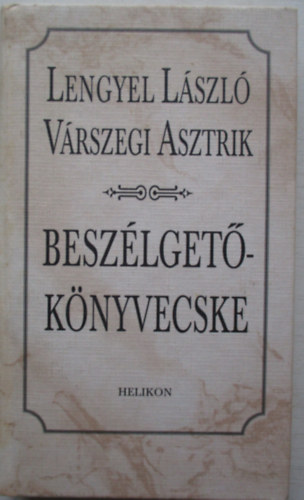 LENGYEL LÁSZLÓ
VÁRSZEGI ASZTRIK
BESZÉLGETŐ-
KÖNYVECSKE
HELIKON